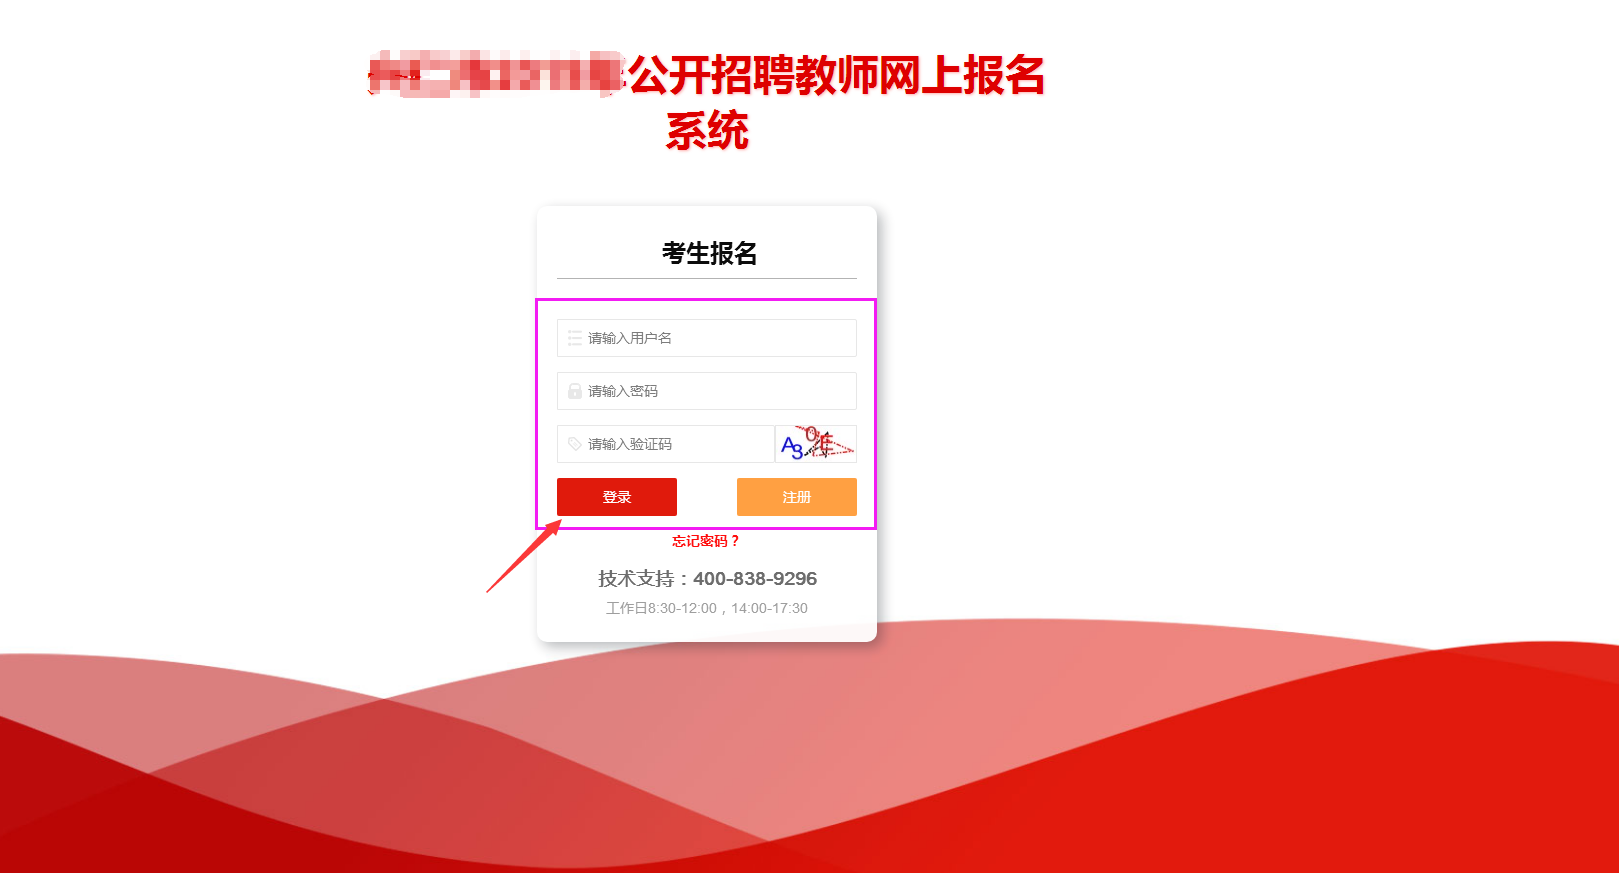 公开招聘教师网上报名
系统
考生报名
请输入用户名
请输入密码
请输入验证码
登录
注册
忘记密码？
技术支持：400-838-9296
工作日8:30-12:00，14:00-17:30